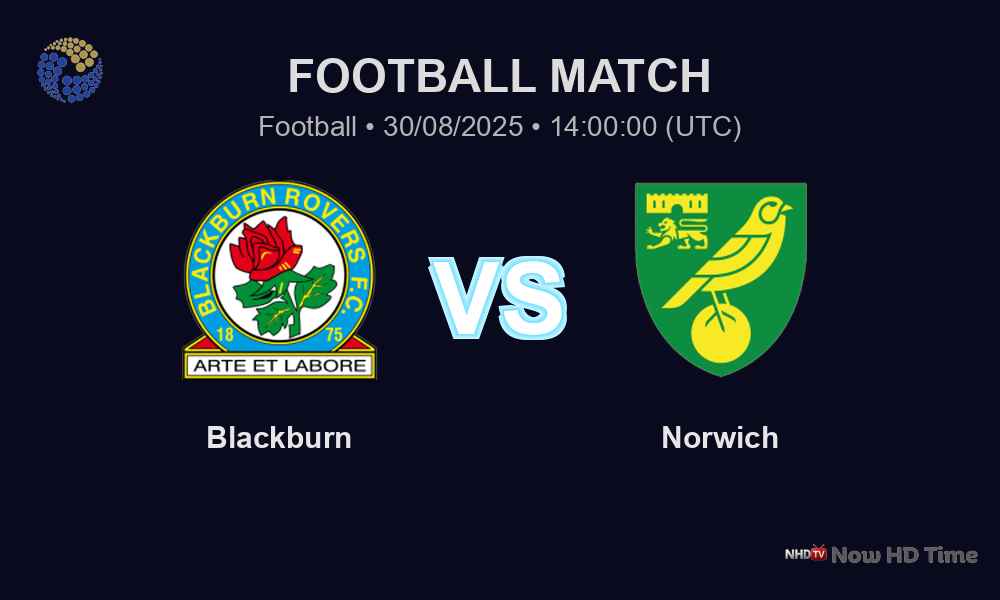 FOOTBALL MATCH
Football • 30/08/2025 • 14:00:00 (UTC)
BLACKBURN ROVERS F.C.
18 75
ARTE ET LABORE
VS
Blackburn
Norwich
NHDTV Now HD Time